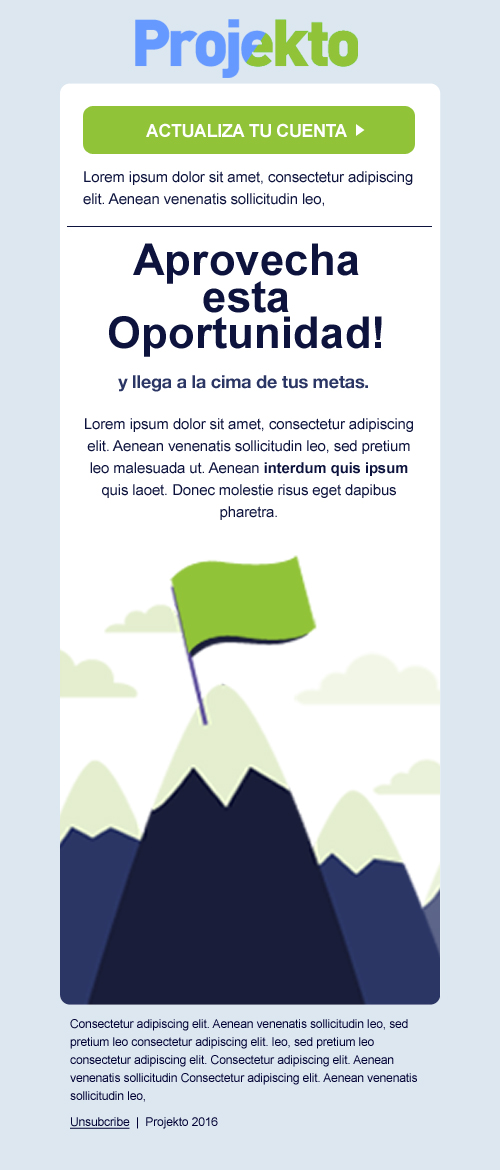 Projekto
ACTUALIZA TU CUENTA
Lorem ipsum dolor sit amet, consectetur adipiscing
elit. Aenean venenatis sollicitudin leo,
Aprovecha
esta
Oportunidad!
y llega a la cima de tus metas.
Lorem ipsum dolor sit amet, consectetur adipiscing
elit. Aenean venenatis sollicitudin leo, sed pretium
leo malesuada ut. Aenean interdum quis ipsum
quis laoet. Donec molestie risus eget dapibus
pharetra.
Consectetur adipiscing elit. Aenean venenatis sollicitudin leo, sed
pretium leo consectetur adipiscing elit. leo, sed pretium leo
consectetur adipiscing elit. Consectetur adipiscing elit. Aenean
venenatis sollicitudin Consectetur adipiscing elit. Aenean venenatis
sollicitudin leo,
Unsubcribe | Projekto 2016